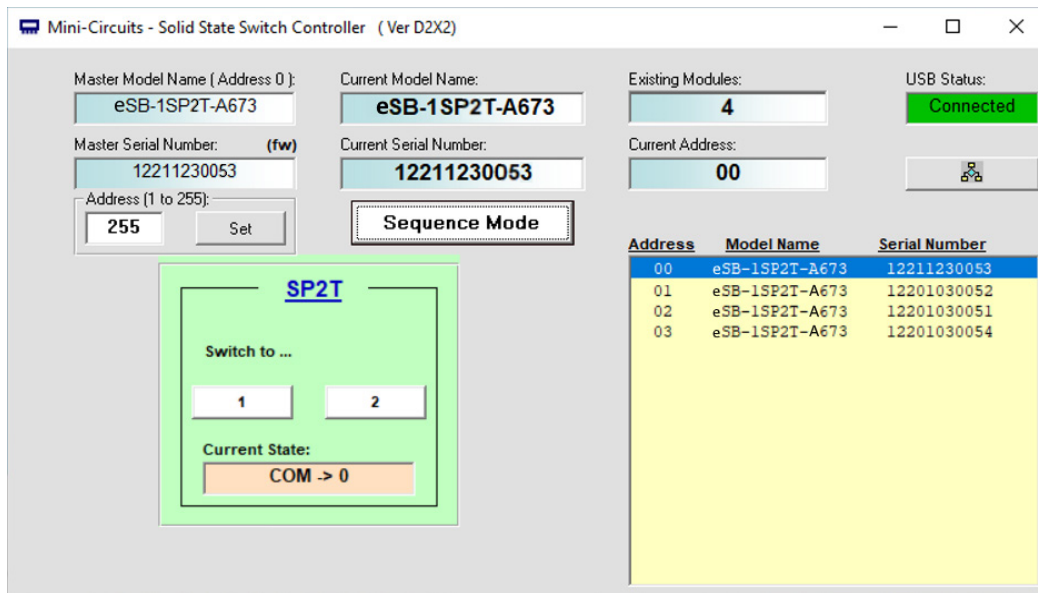 Mini-Circuits - Solid State Switch Controller ( Ver D2X2)
Master Model Name ( Address 0 ):
eSB-1SP2T-A673
Current Model Name:
eSB-1SP2T-A673
Existing Modules:
4
USB Status:
Connected
Master Serial Number: (fw)
12211230053
Current Serial Number:
12211230053
Current Address:
00
Address (1 to 255):
255 Set
Sequence Mode
SP2T
Switch to ...
1 2
Current State:
COM -> 0
Address Model Name Serial Number
00 eSB-1SP2T-A673 12211230053
01 eSB-1SP2T-A673 12201030052
02 eSB-1SP2T-A673 12201030051
03 eSB-1SP2T-A673 12201030054